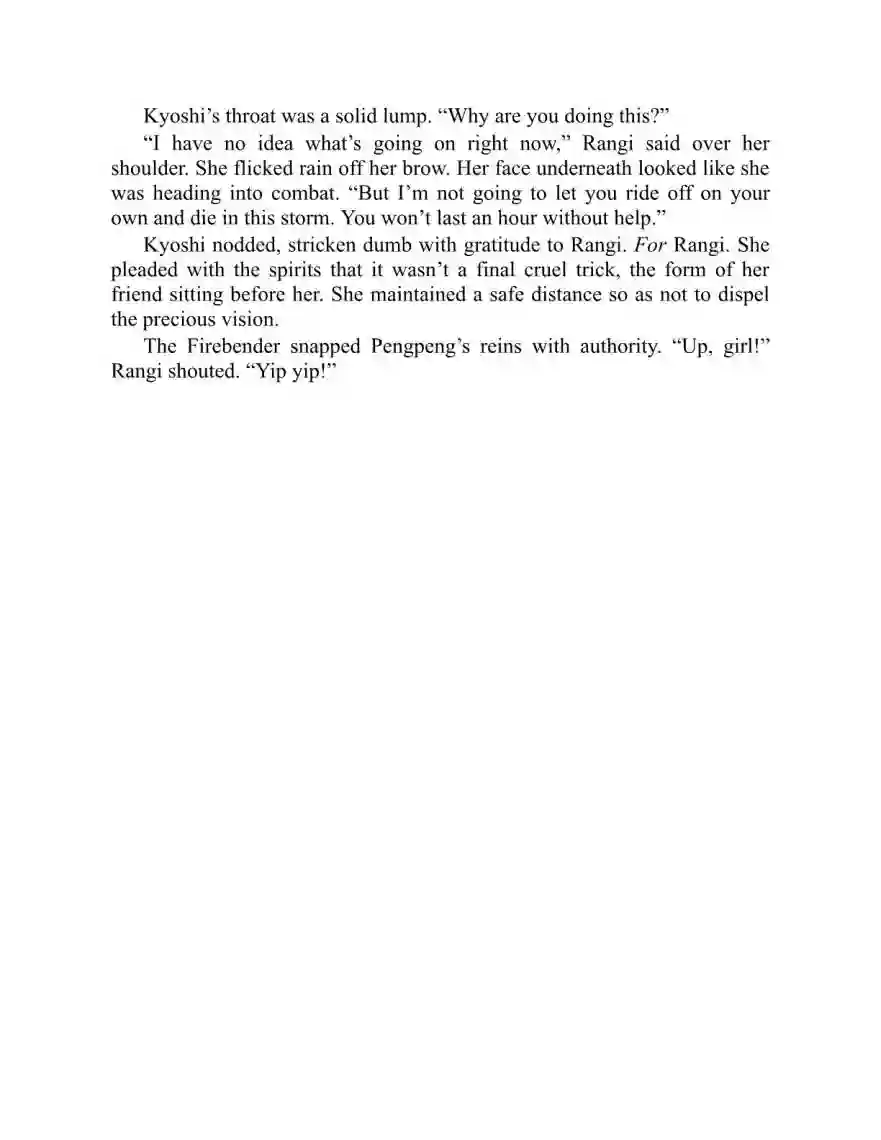 Kyoshi’s throat was a solid lump. “Why are you doing this?”
“I have no idea what’s going on right now,” Rangi said over her
shoulder. She flicked rain off her brow. Her face underneath looked like she
was heading into combat. “But I’m not going to let you ride off on your
own and die in this storm. You won’t last an hour without help.”
Kyoshi nodded, stricken dumb with gratitude to Rangi. For Rangi. She
pleaded with the spirits that it wasn’t a final cruel trick, the form of her
friend sitting before her. She maintained a safe distance so as not to dispel
the precious vision.
The Firebender snapped Pengpeng’s reins with authority. “Up, girl!”
Rangi shouted. “Yip yip!”